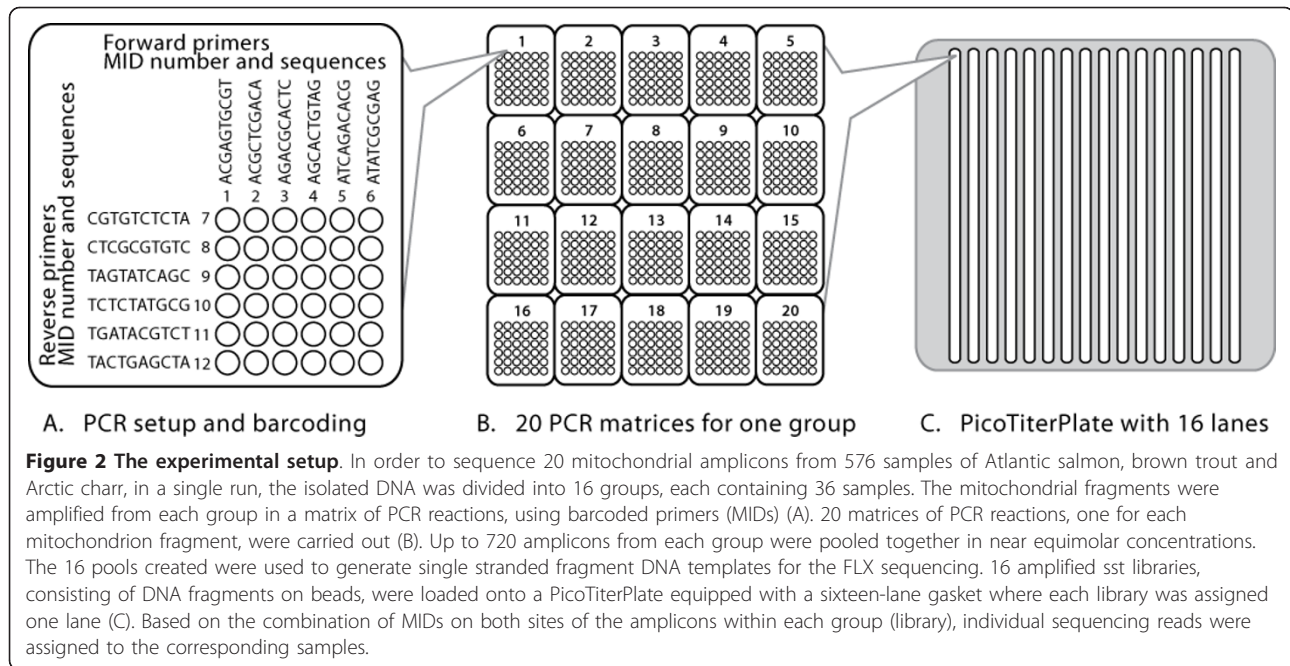 Forward primers
MID number and sequences
Reverse primers
MID number and sequences
ACGAGTGCGT
ACGCTCGACA
AGACGCACTC
AGCACTGTAG
ATCAGACACG
ATATCGCGAG
1 2 3 4 5 6
CGTGTCTCTA 7
CTCGCGTGTC 8
TAGTATCAGC 9
TCTCTATGCG 10
TGATACGTCT 11
TACTGAGCTA 12
1 2 3 4 5
6 7 8 9 10
11 12 13 14 15
16 17 18 19 20
A. PCR setup and barcoding
B. 20 PCR matrices for one group
C. PicoTiterPlate with 16 lanes
Figure 2 The experimental setup. In order to sequence 20 mitochondrial amplicons from 576 samples of Atlantic salmon, brown trout and
Arctic charr, in a single run, the isolated DNA was divided into 16 groups, each containing 36 samples. The mitochondrial fragments were
amplified from each group in a matrix of PCR reactions, using barcoded primers (MIDs) (A). 20 matrices of PCR reactions, one for each
mitochondrion fragment, were carried out (B). Up to 720 amplicons from each group were pooled together in near equimolar concentrations.
The 16 pools created were used to generate single stranded fragment DNA templates for the FLX sequencing. 16 amplified sst libraries,
consisting of DNA fragments on beads, were loaded onto a PicoTiterPlate equipped with a sixteen-lane gasket where each library was assigned
one lane (C). Based on the combination of MIDs on both sites of the amplicons within each group (library), individual sequencing reads were
assigned to the corresponding samples.